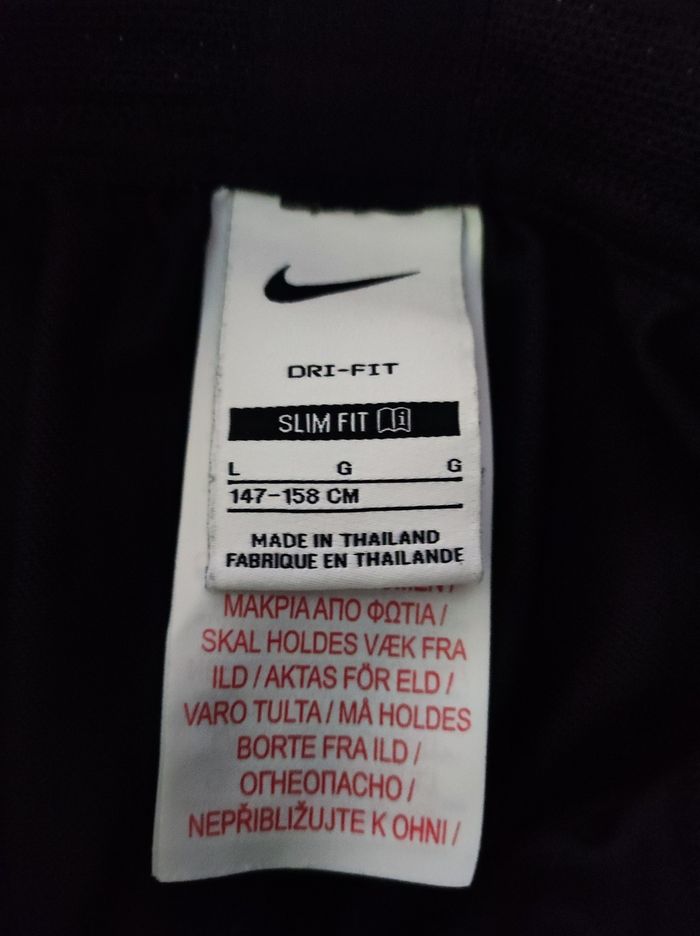 DRI-FIT
SLIM FIT
L G G
147-158 CM
MADE IN THAILAND
FABRIQUE EN THAILANDE
ΜΑΚΡΙΑ ΑΠΟ ΦΩΤΙΑ /
SKAL HOLDES VÆK FRA
ILD / AKTAS FÖR ELD /
VARO TULTA / MÅ HOLDES
BORTE FRA ILD /
ОГНЕОПАСНО /
NEPŘIBLIŽUJTE K OHNI /